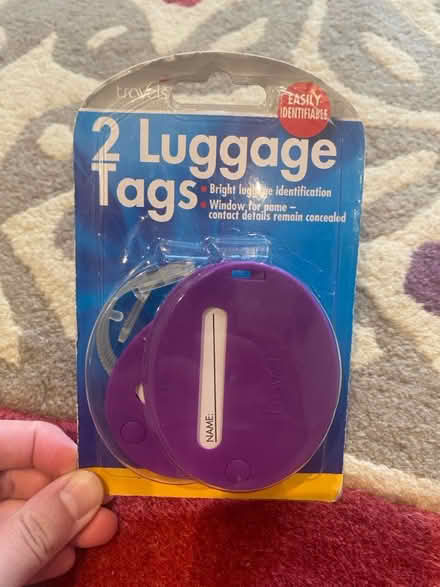 travels
EASILY
IDENTIFIABLE
2 Luggage
Tags
Bright luggage identification
Window for name –
contact details remain concealed
NAME: